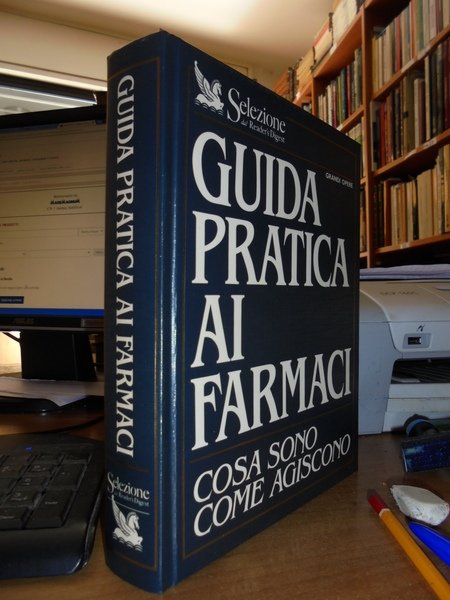 Selezione
dal Reader's Digest
GRANDI OPERE
GUIDA
PRATICA
AI
FARMACI
COSA SONO
COME AGISCONO
GUIDA PRATICA AI FARMACI
Selezione
dal Reader's Digest